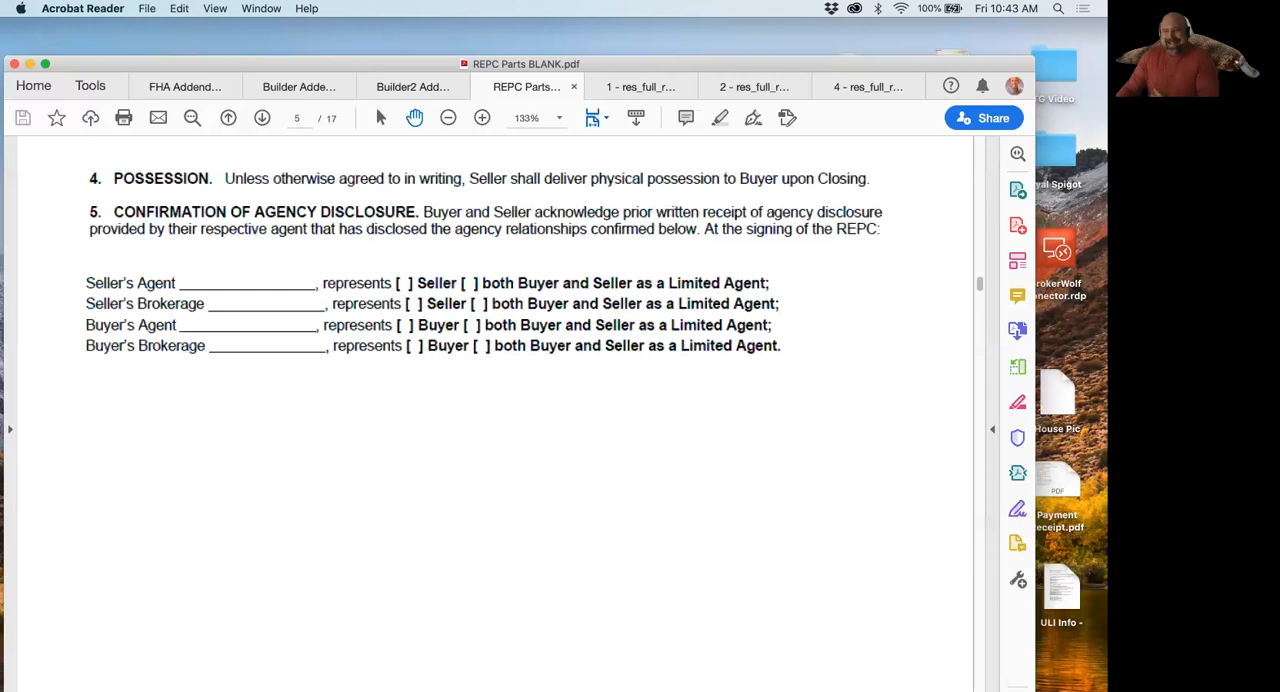 Acrobat Reader File Edit View Window Help 100% Fri 10:43 AM
REPC Parts BLANK.pdf
Home Tools FHA Addend... Builder Adde... Builder2 Add... REPC Parts... × 1 - res_full_r... 2 - res_full_r... 4 - res_full_r...
5 / 17 133% Share
4. POSSESSION. Unless otherwise agreed to in writing, Seller shall deliver physical possession to Buyer upon Closing.
5. CONFIRMATION OF AGENCY DISCLOSURE. Buyer and Seller acknowledge prior written receipt of agency disclosure
provided by their respective agent that has disclosed the agency relationships confirmed below. At the signing of the REPC:
Seller's Agent ________________, represents [ ] Seller [ ] both Buyer and Seller as a Limited Agent;
Seller's Brokerage ______________, represents [ ] Seller [ ] both Buyer and Seller as a Limited Agent;
Buyer's Agent ________________, represents [ ] Buyer [ ] both Buyer and Seller as a Limited Agent;
Buyer's Brokerage ______________, represents [ ] Buyer [ ] both Buyer and Seller as a Limited Agent.
Video
Spigot
rokerWolf
nnector.rdp
House Pic
PDF
Payment
eceipt.pdf
ULI Info -